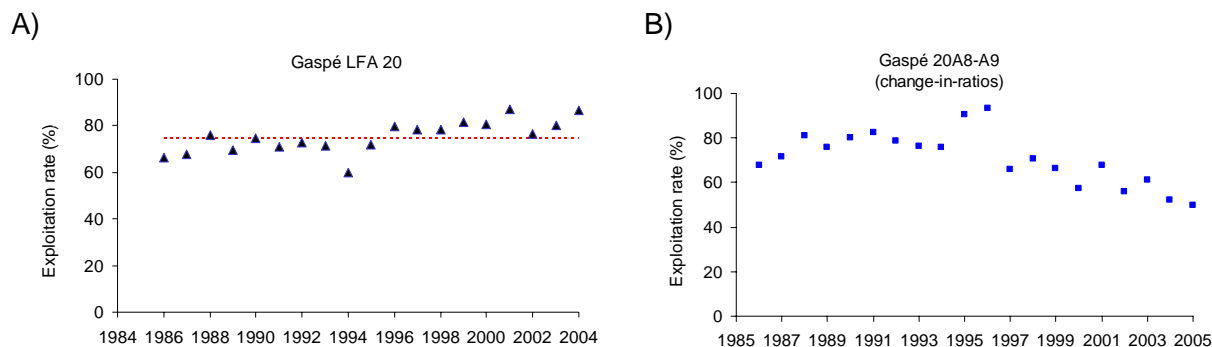 A)
Gaspé LFA 20
Exploitation rate (%)
100
80
60
40
20
0
1984 1986 1988 1990 1992 1994 1996 1998 2000 2002 2004
B)
Gaspé 20A8-A9
(change-in-ratios)
Exploitation rate (%)
100
80
60
40
20
0
1985 1987 1989 1991 1993 1995 1997 1999 2001 2003 2005